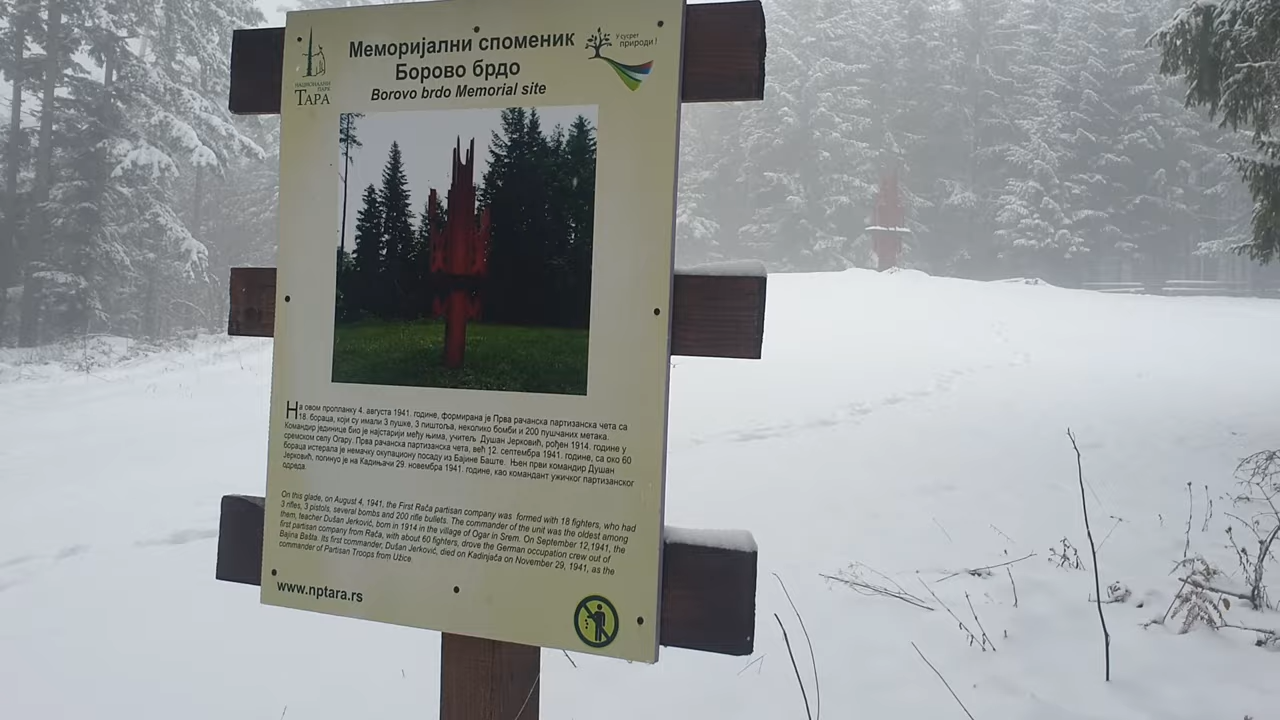 Меморијални споменик
Борово брдо
Borovo brdo Memorial site
НАЦИОНАЛНИ
ПАРК
ТАРА
У сусрет
природи!
На овом пропланку 4. августа 1941. године, формирана је Прва рачанска партизанска чета са
18. бораца, који су имали 3 пушке, 3 пиштоља, неколико бомби и 200 пушчаних метака.
Командир јединице био је најстарији међу њима, учитељ Душан Јерковић, рођен 1914. године у
сремском селу Огару. Прва рачанска партизанска чета, већ 12. септембра 1941. године, са око 60
бораца истерала је немачку окупациону посаду из Бајине Баште. Њен први командир Душан
Јерковић, погинуо је на Кадињачи 29. новембра 1941. године, као командант ужичког партизанског
одреда.
On this glade, on August 4, 1941, the First Rača partisan company was formed with 18 fighters, who had
3 rifles, 3 pistols, several bombs and 200 rifle bullets. The commander of the unit was the oldest among
them, teacher Dušan Jerković, born in 1914 in the village of Ogar in Srem. On September 12,1941, the
first partisan company from Rača, with about 60 fighters, drove the German occupation crew out of
Bajina Bašta. Its first commander, Dušan Jerković, died on Kadinjača on November 29, 1941, as the
commander of Partisan Troops from Užice.
www.nptara.rs